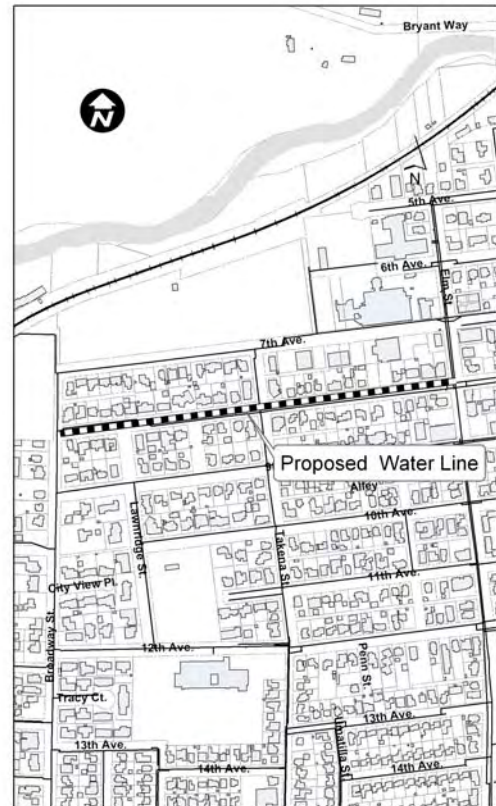 Bryant Way
N
N
5th Ave.
6th Ave.
Elm St.
7th Ave.
Proposed Water Line
Alley
10th Ave.
Lawnridge St.
Takena St.
11th Ave.
City View Pl.
Broadway St.
12th Ave.
Penn St.
Tracy Ct.
13th Ave.
Umatilla St.
13th Ave.
14th Ave.
14th Ave.